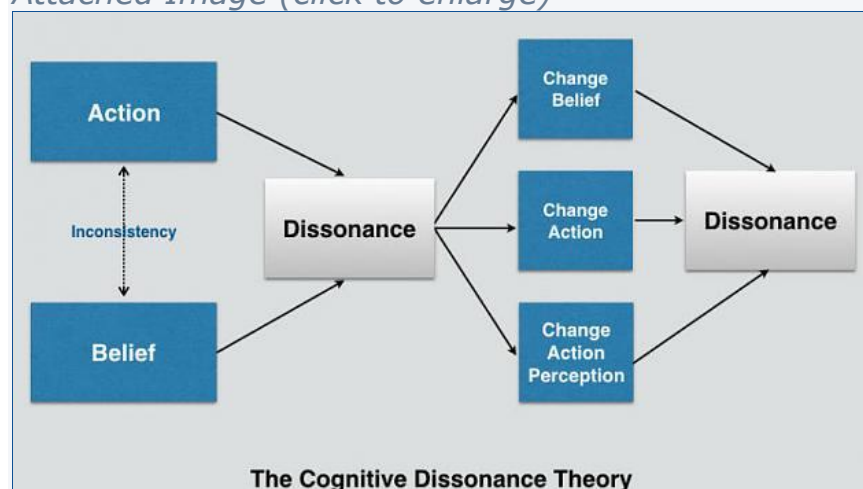 Attached Image (click to enlarge)
Action
Inconsistency
Belief
Dissonance
Change
Belief
Change
Action
Change
Action
Perception
Dissonance
The Cognitive Dissonance Theory